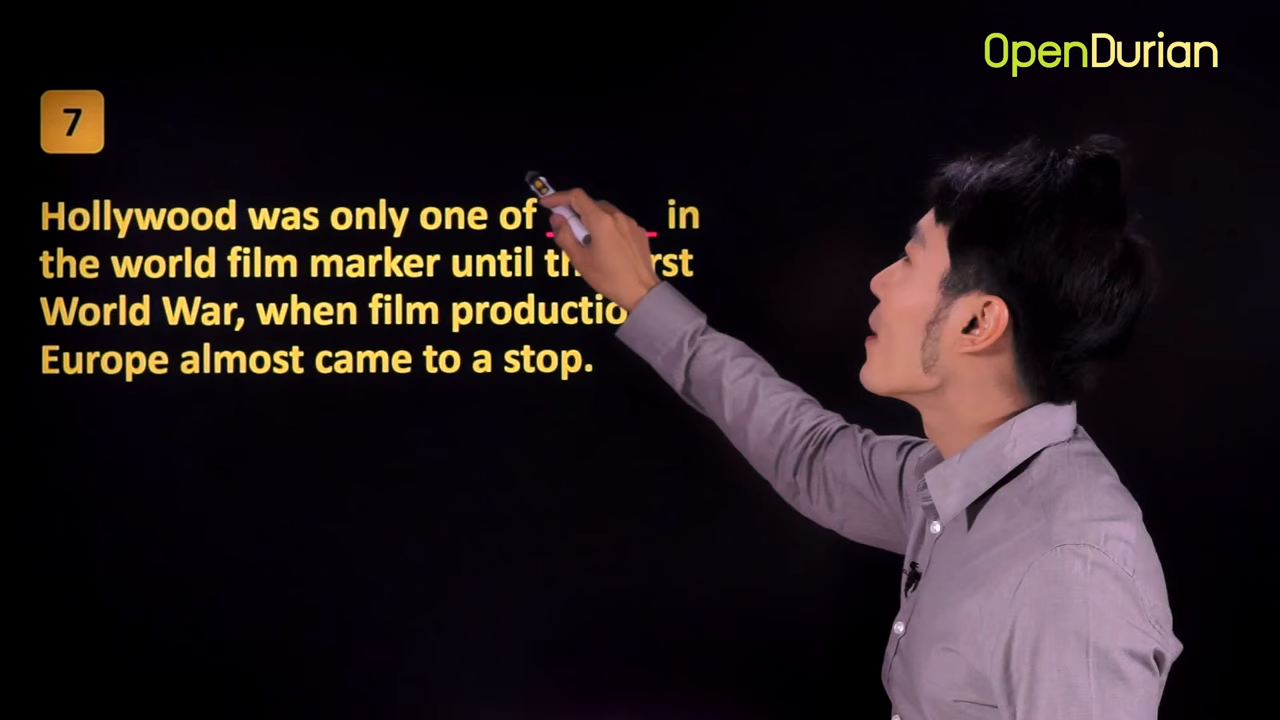 OpenDurian
7
Hollywood was only one of in
the world film marker until
World War, when film
Europe almost came to a stop.